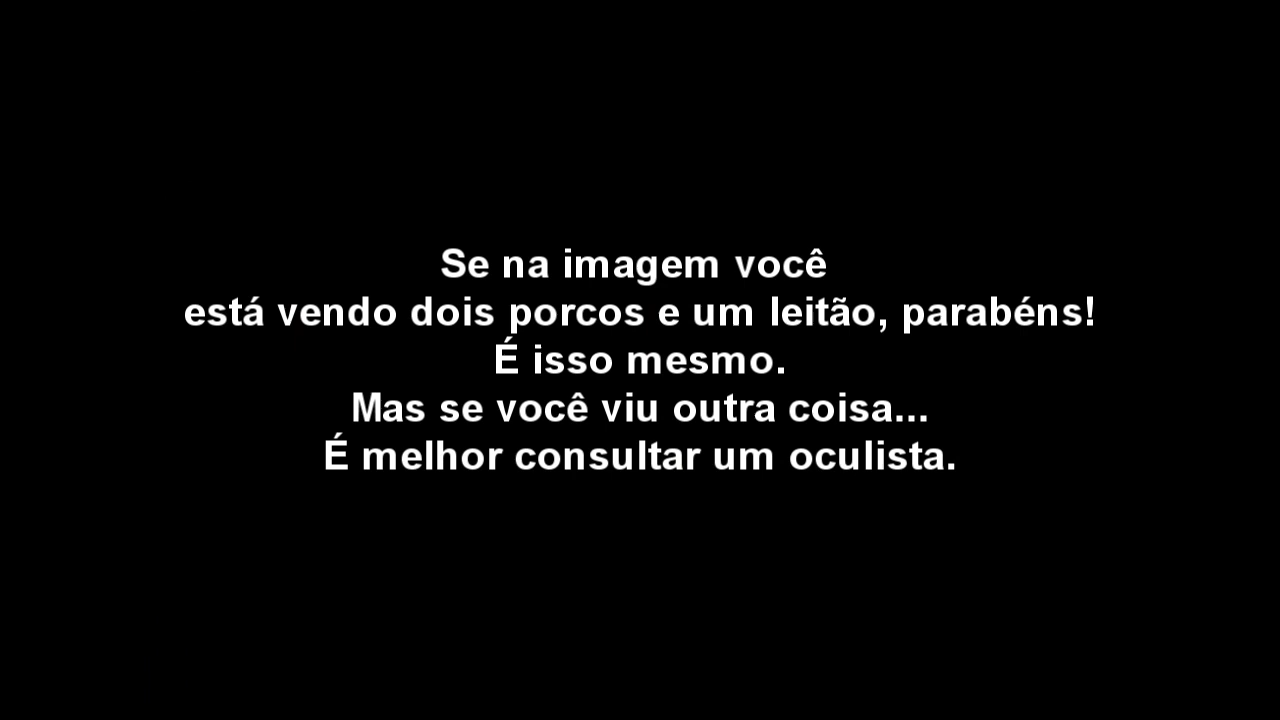 Se na imagem você
está vendo dois porcos e um leitão, parabéns!
É isso mesmo.
Mas se você viu outra coisa...
É melhor consultar um oculista.